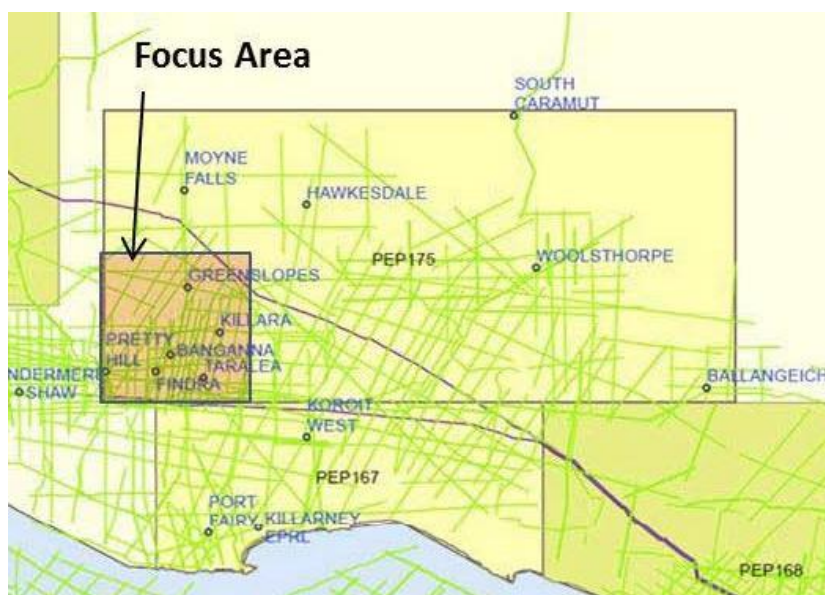 Focus Area
SOUTH
CARAMUT
MOYNE
FALLS
HAWKESDALE
PEP175
WOOLSTHORPE
GREENSLOPES
KILLARA
PRETTY
HILL
BANGANNA
TARALEA
FINDRA
NDERMERE
SHAW
BALLANGEICH
KOROIT
WEST
PEP167
PORT
FAIRY
KILLARNEY
EPRL
PEP168